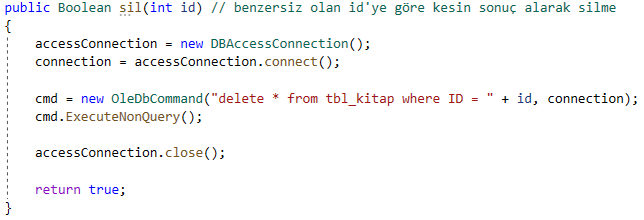 public Boolean sil(int id) // benzersiz olan id'ye göre kesin sonuç alarak silme
{
accessConnection = new DBAccessConnection();
connection = accessConnection.connect();
cmd = new OleDbCommand("delete * from tbl_kitap where ID = " + id, connection);
cmd.ExecuteNonQuery();
accessConnection.close();
return true;
}